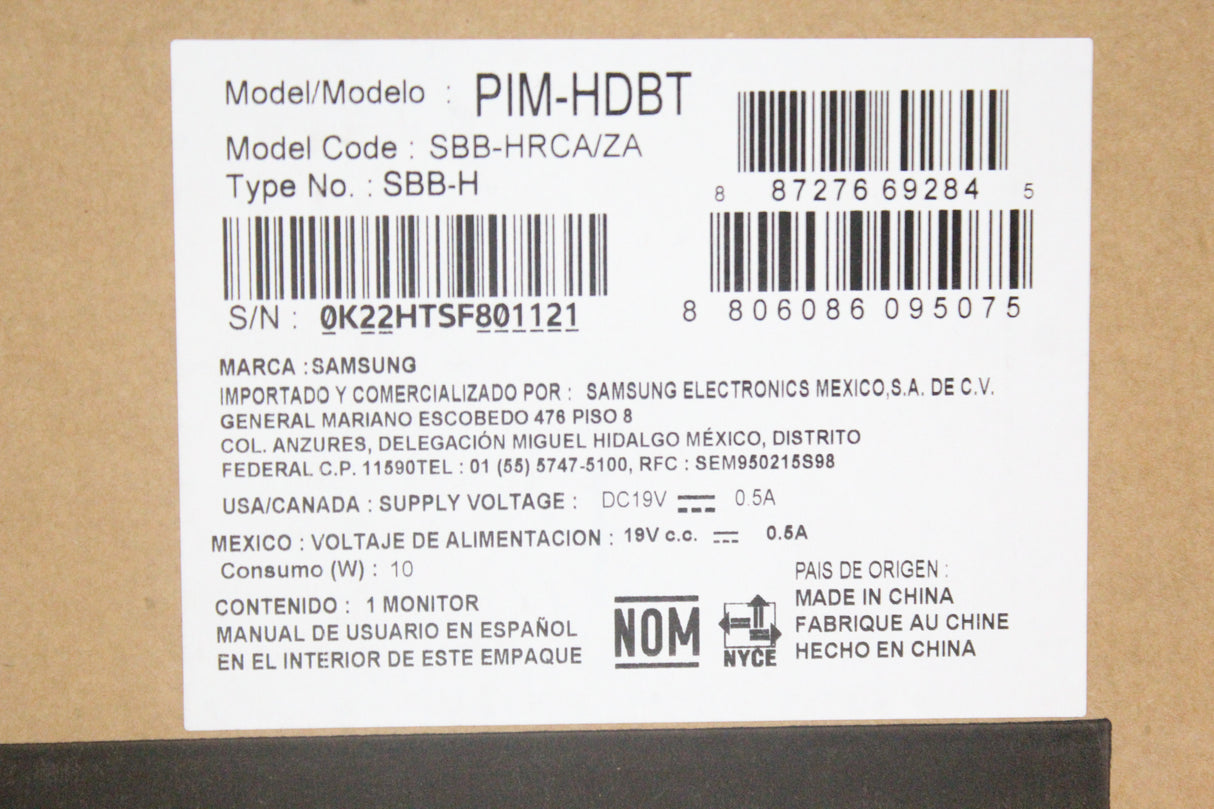 Model/Modelo : PIM-HDBT
Model Code : SBB-HRCA/ZA
Type No. : SBB-H
8 87276 69284 5
S/N : 0K22HTSF801121
8 806086 095075
MARCA : SAMSUNG
IMPORTADO Y COMERCIALIZADO POR : SAMSUNG ELECTRONICS MEXICO,S.A. DE C.V.
GENERAL MARIANO ESCOBEDO 476 PISO 8
COL. ANZURES, DELEGACIÓN MIGUEL HIDALGO MÉXICO, DISTRITO
FEDERAL C.P. 11590TEL : 01 (55) 5747-5100, RFC : SEM950215S98
USA/CANADA : SUPPLY VOLTAGE : DC19V ⎓ 0.5A
MEXICO : VOLTAJE DE ALIMENTACION : 19V c.c. ⎓ 0.5A
Consumo (W) : 10
CONTENIDO : 1 MONITOR
MANUAL DE USUARIO EN ESPAÑOL
EN EL INTERIOR DE ESTE EMPAQUE
NOM
NYCE
PAIS DE ORIGEN :
MADE IN CHINA
FABRIQUE AU CHINE
HECHO EN CHINA